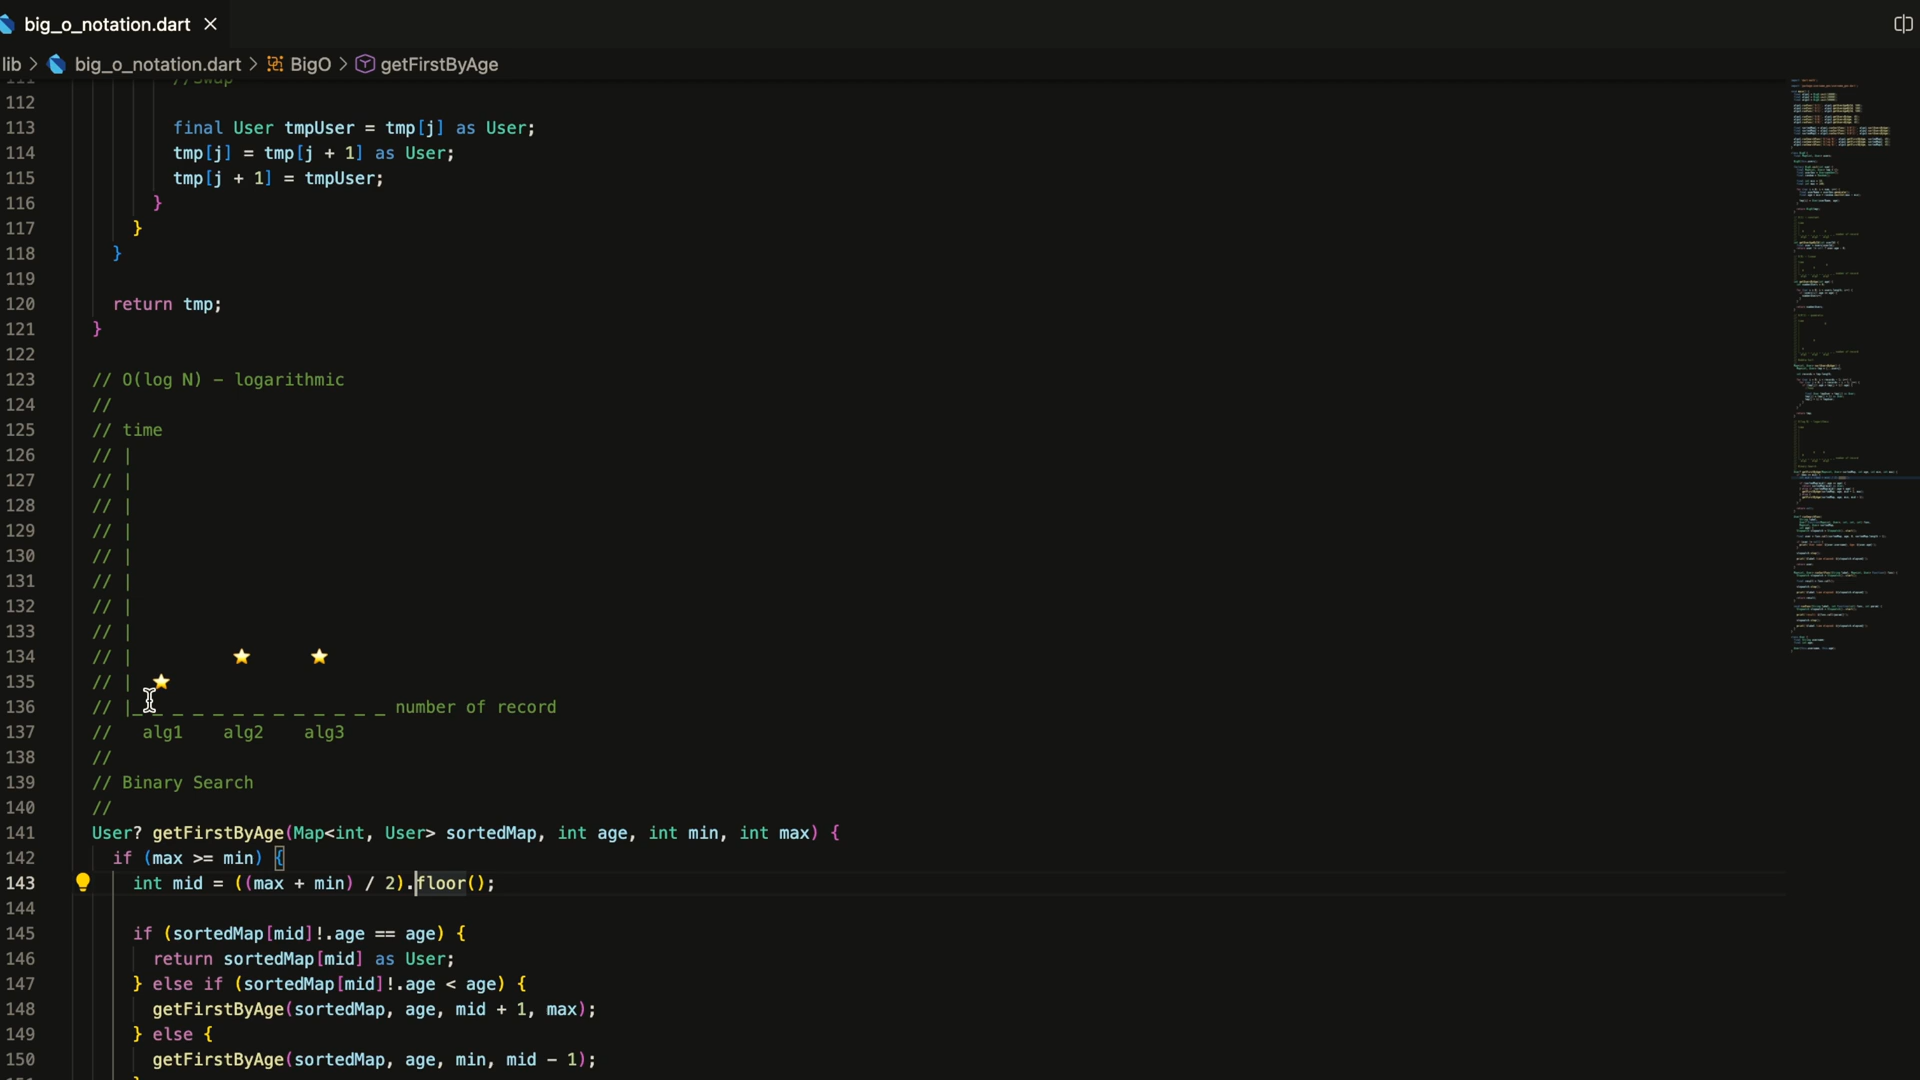 big_o_notation.dart
lib > big_o_notation.dart > BigO > getFirstByAge
111 //Swap
112
113 final User tmpUser = tmp[j] as User;
114 tmp[j] = tmp[j + 1] as User;
115 tmp[j + 1] = tmpUser;
116 }
117 }
118 }
119
120 return tmp;
121 }
122
123 // O(log N) – logarithmic
124 //
125 // time
126 // |
127 // |
128 // |
129 // |
130 // |
131 // |
132 // |
133 // |
134 // | ⭐ ⭐
135 // | ⭐
136 // |_ _ _ _ _ _ _ _ _ _ _ _ _ number of record
137 // alg1 alg2 alg3
138 //
139 // Binary Search
140 //
141 User? getFirstByAge(Map<int, User> sortedMap, int age, int min, int max) {
142 if (max >= min) {
143 int mid = ((max + min) / 2).floor();
144
145 if (sortedMap[mid]!.age == age) {
146 return sortedMap[mid] as User;
147 } else if (sortedMap[mid]!.age < age) {
148 getFirstByAge(sortedMap, age, mid + 1, max);
149 } else {
150 getFirstByAge(sortedMap, age, min, mid – 1);